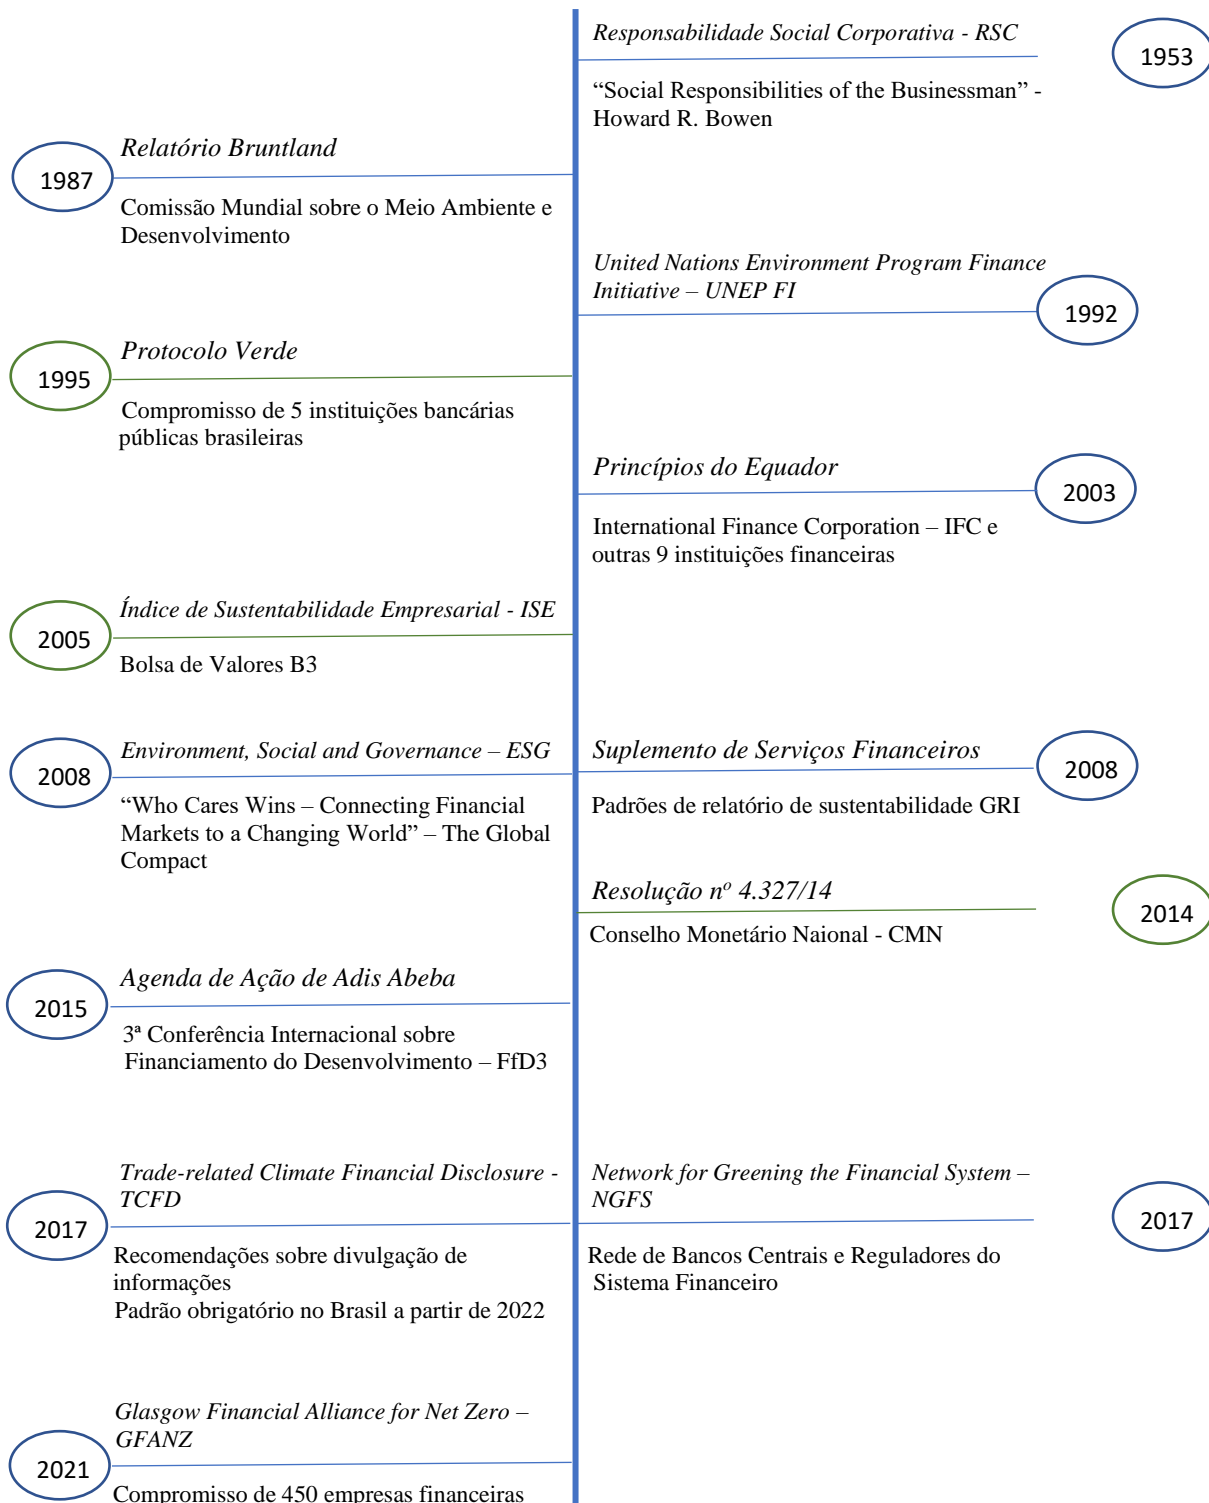 Responsabilidade Social Corporativa - RSC
1953
“Social Responsibilities of the Businessman” -
Howard R. Bowen
Relatório Bruntland
1987
Comissão Mundial sobre o Meio Ambiente e
Desenvolvimento
United Nations Environment Program Finance
Initiative – UNEP FI
1992
Protocolo Verde
1995
Compromisso de 5 instituições bancárias
públicas brasileiras
Princípios do Equador
2003
International Finance Corporation – IFC e
outras 9 instituições financeiras
Índice de Sustentabilidade Empresarial - ISE
2005
Bolsa de Valores B3
Environment, Social and Governance – ESG
2008
“Who Cares Wins – Connecting Financial
Markets to a Changing World” – The Global
Compact
Suplemento de Serviços Financeiros
2008
Padrões de relatório de sustentabilidade GRI
Resolução nº 4.327/14
2014
Conselho Monetário Naional - CMN
Agenda de Ação de Adis Abeba
2015
3ª Conferência Internacional sobre
Financiamento do Desenvolvimento – FfD3
Trade-related Climate Financial Disclosure -
TCFD
2017
Recomendações sobre divulgação de
informações
Padrão obrigatório no Brasil a partir de 2022
Network for Greening the Financial System –
NGFS
2017
Rede de Bancos Centrais e Reguladores do
Sistema Financeiro
Glasgow Financial Alliance for Net Zero –
GFANZ
2021
Compromisso de 450 empresas financeiras